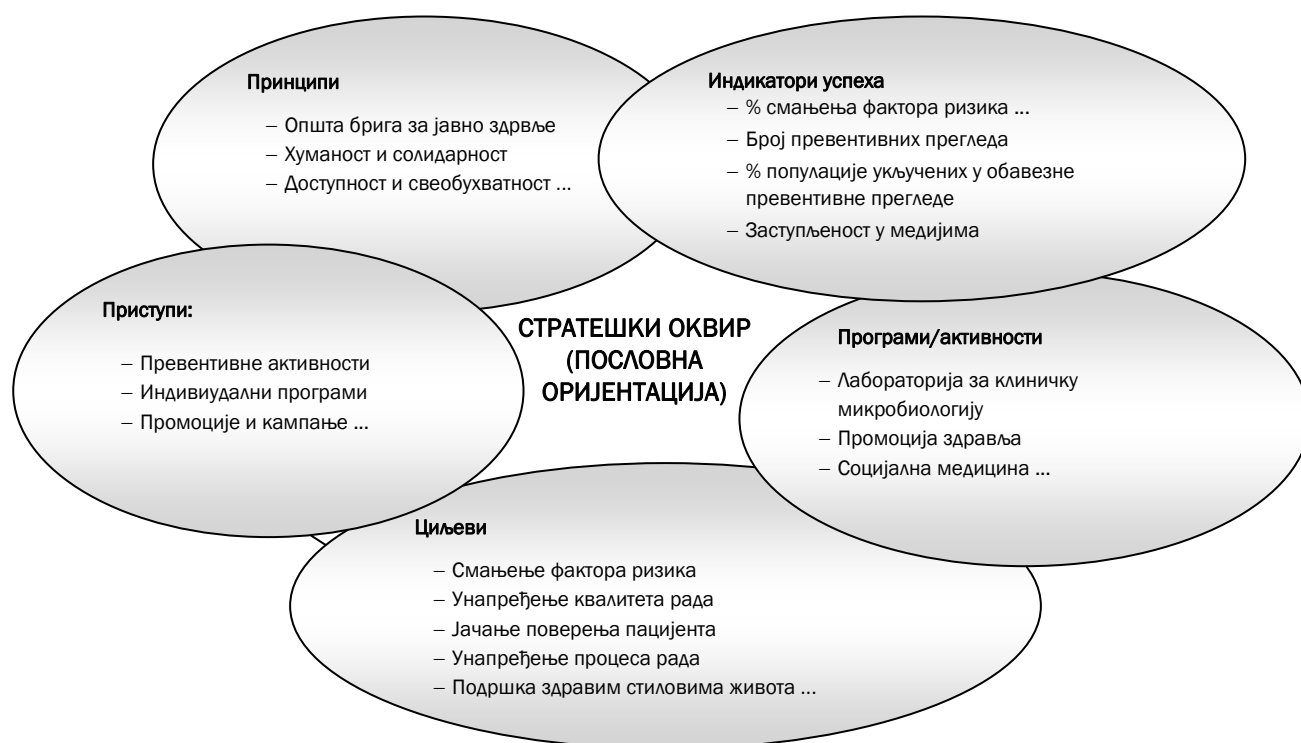 Принципи
– Општа брига за јавно здрвље
– Хуманост и солидарност
– Доступност и свеобухватност ...
Индикатори успеха
– % смањења фактора ризика ...
– Број превентивних прегледа
– % популације укључених у обавезне
превентивне прегледе
– Заступљеност у медијима
Приступи:
– Превентивне активности
– Индивиудални програми
– Промоције и кампање ...
СТРАТЕШКИ ОКВИР
(ПОСЛОВНА
ОРИЈЕНТАЦИЈА)
Програми/активности
– Лабораторија за клиничку
микробиологију
– Промоција здравља
– Социјална медицина ...
Циљеви
– Смањење фактора ризика
– Унапређење квалитета рада
– Јачање поверења пацијента
– Унапређење процеса рада
– Подршка здравим стиловима живота ...